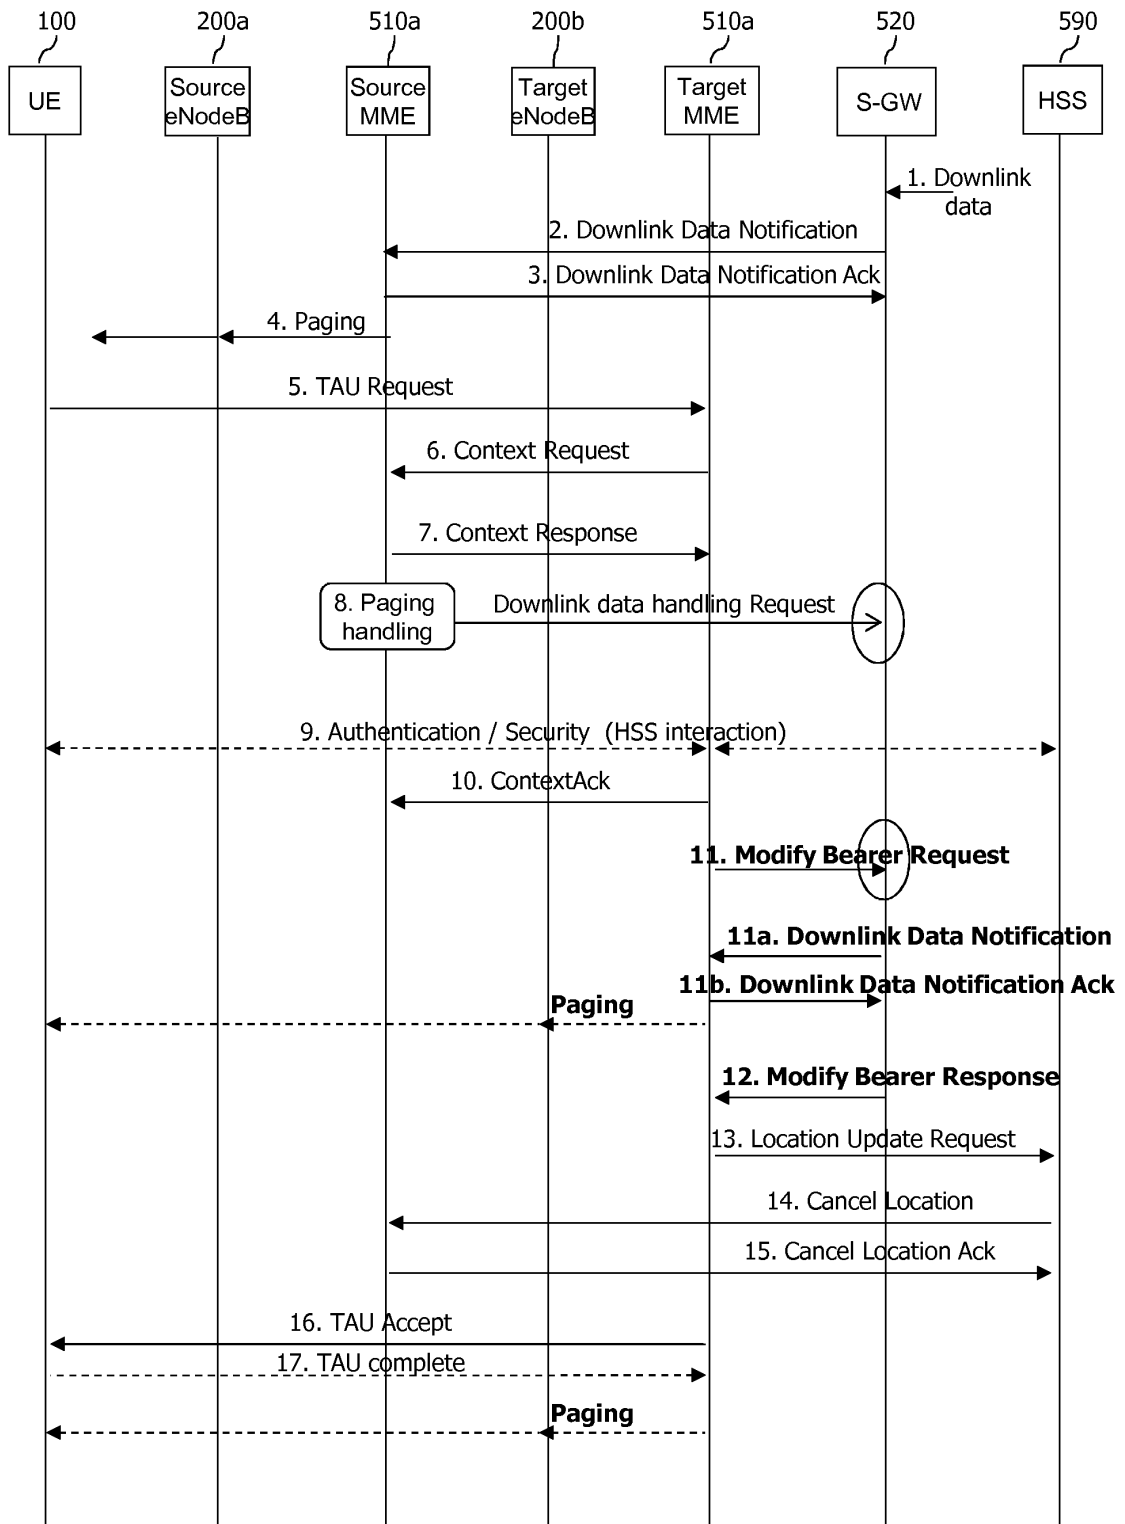 100 200a 510a 200b 510a 520 590
UE
Source
eNodeB
Source
MME
Target
eNodeB
Target
MME
S-GW
HSS
1. Downlink
data
2. Downlink Data Notification
3. Downlink Data Notification Ack
4. Paging
5. TAU Request
6. Context Request
7. Context Response
8. Paging
handling
Downlink data handling Request
9. Authentication / Security (HSS interaction)
10. ContextAck
11. Modify Bearer Request
11a. Downlink Data Notification
11b. Downlink Data Notification Ack
Paging
12. Modify Bearer Response
13. Location Update Request
14. Cancel Location
15. Cancel Location Ack
16. TAU Accept
17. TAU complete
Paging